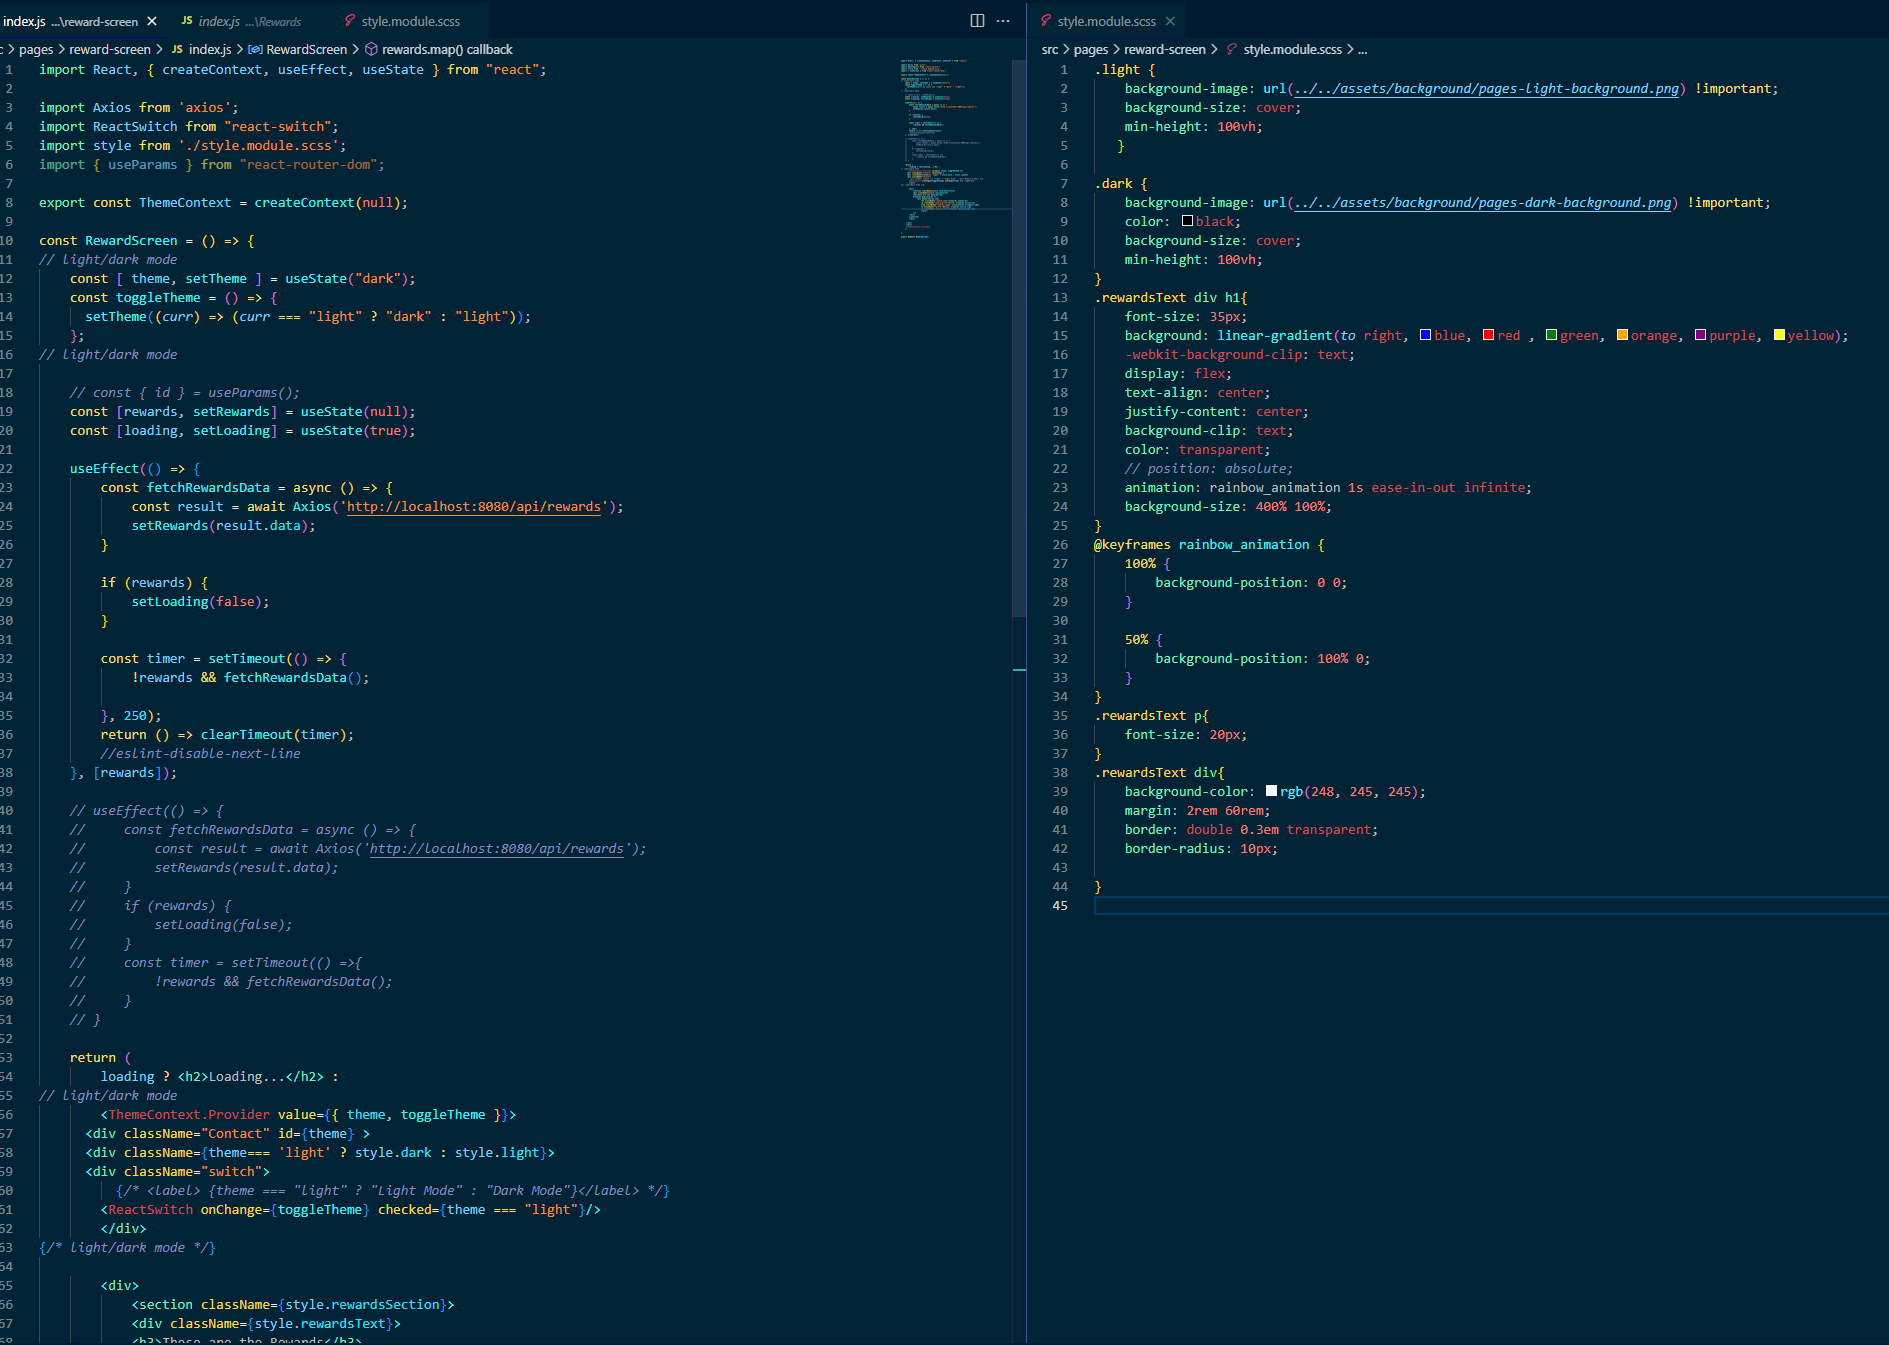 index.js ...\reward-screen
JS index.js ...\Rewards
style.module.scss
pages > reward-screen > JS index.js > RewardScreen > rewards.map() callback
1 import React, { createContext, useEffect, useState } from "react";
2
3 import Axios from 'axios';
4 import ReactSwitch from "react-switch";
5 import style from './style.module.scss';
6 import { useParams } from "react-router-dom";
7
8 export const ThemeContext = createContext(null);
9
10 const RewardScreen = () => {
11 // light/dark mode
12 const [ theme, setTheme ] = useState("dark");
13 const toggleTheme = () => {
14 setTheme((curr) => (curr === "light" ? "dark" : "light"));
15 };
16 // light/dark mode
17
18 // const { id } = useParams();
19 const [rewards, setRewards] = useState(null);
20 const [loading, setLoading] = useState(true);
21
22 useEffect(() => {
23 const fetchRewardsData = async () => {
24 const result = await Axios('http://localhost:8080/api/rewards');
25 setRewards(result.data);
26 }
27
28 if (rewards) {
29 setLoading(false);
30 }
31
32 const timer = setTimeout(() => {
33 !rewards && fetchRewardsData();
34
35 }, 250);
36 return () => clearTimeout(timer);
37 //eslint-disable-next-line
38 }, [rewards]);
39
40 // useEffect(() => {
41 // const fetchRewardsData = async () => {
42 // const result = await Axios('http://localhost:8080/api/rewards');
43 // setRewards(result.data);
44 // }
45 // if (rewards) {
46 // setLoading(false);
47 // }
48 // const timer = setTimeout(() =>{
49 // !rewards && fetchRewardsData();
50 // }
51 // }
52
53 return (
54 loading ? <h2>Loading...</h2> :
55 // light/dark mode
56 <ThemeContext.Provider value={{ theme, toggleTheme }}>
57 <div className="Contact" id={theme} >
58 <div className={theme=== 'light' ? style.dark : style.light}>
59 <div className="switch">
60 {/* <label> {theme === "light" ? "Light Mode" : "Dark Mode"}</label> */}
61 <ReactSwitch onChange={toggleTheme} checked={theme === "light"}/>
62 </div>
63 {/* light/dark mode */}
64
65 <div>
66 <section className={style.rewardsSection}>
67 <div className={style.rewardsText}>
68 These are the Rewards
style.module.scss
src > pages > reward-screen > style.module.scss > ...
1 .light {
2 background-image: url(../../assets/background/pages-light-background.png) !important;
3 background-size: cover;
4 min-height: 100vh;
5 }
6
7 .dark {
8 background-image: url(../../assets/background/pages-dark-background.png) !important;
9 color: black;
10 background-size: cover;
11 min-height: 100vh;
12 }
13 .rewardsText div h1{
14 font-size: 35px;
15 background: linear-gradient(to right, blue, red , green, orange, purple, yellow);
16 -webkit-background-clip: text;
17 display: flex;
18 text-align: center;
19 justify-content: center;
20 background-clip: text;
21 color: transparent;
22 // position: absolute;
23 animation: rainbow_animation 1s ease-in-out infinite;
24 background-size: 400% 100%;
25 }
26 @keyframes rainbow_animation {
27 100% {
28 background-position: 0 0;
29 }
30
31 50% {
32 background-position: 100% 0;
33 }
34 }
35 .rewardsText p{
36 font-size: 20px;
37 }
38 .rewardsText div{
39 background-color: rgb(248, 245, 245);
40 margin: 2rem 60rem;
41 border: double 0.3em transparent;
42 border-radius: 10px;
43
44 }
45